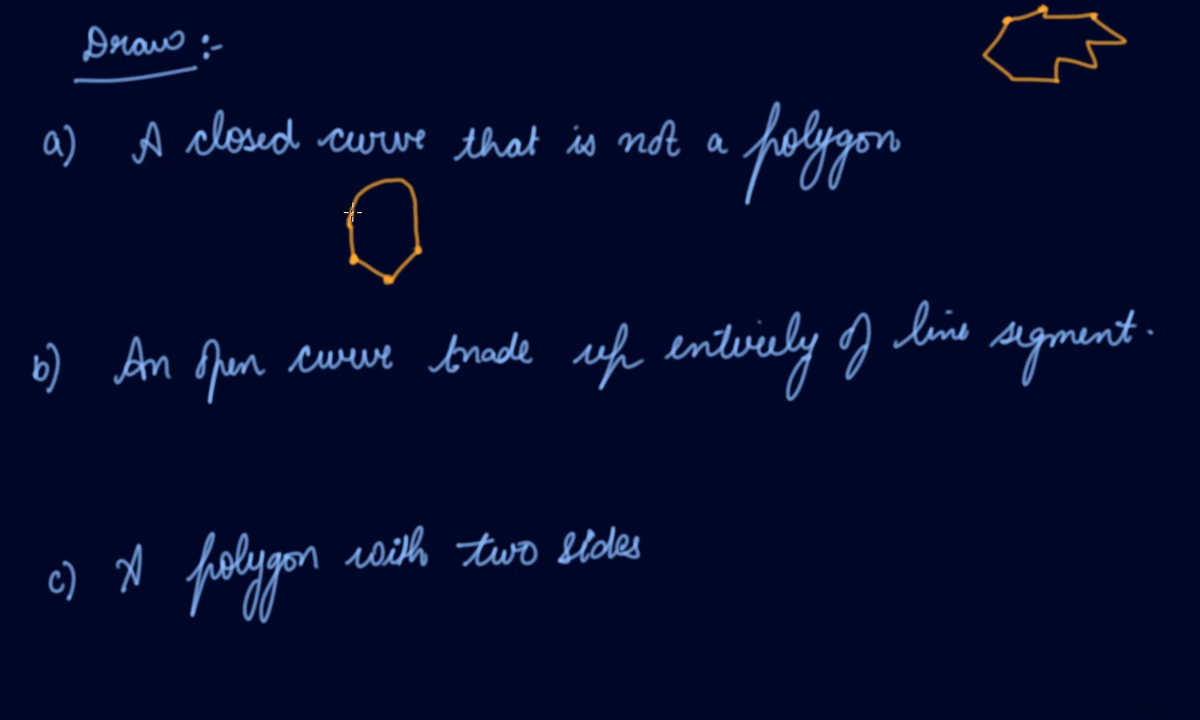 Draw :-
a) A closed curve that is not a polygon
b) An open curve made up entirely of line segment.
c) A polygon with two sides